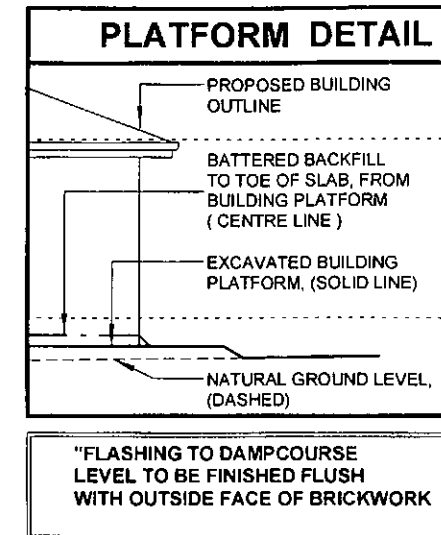 PLATFORM DETAIL
PROPOSED BUILDING
OUTLINE
BATTERED BACKFILL
TO TOE OF SLAB, FROM
BUILDING PLATFORM
( CENTRE LINE )
EXCAVATED BUILDING
PLATFORM, (SOLID LINE)
NATURAL GROUND LEVEL,
(DASHED)
"FLASHING TO DAMPCOURSE
LEVEL TO BE FINISHED FLUSH
WITH OUTSIDE FACE OF BRICKWORK